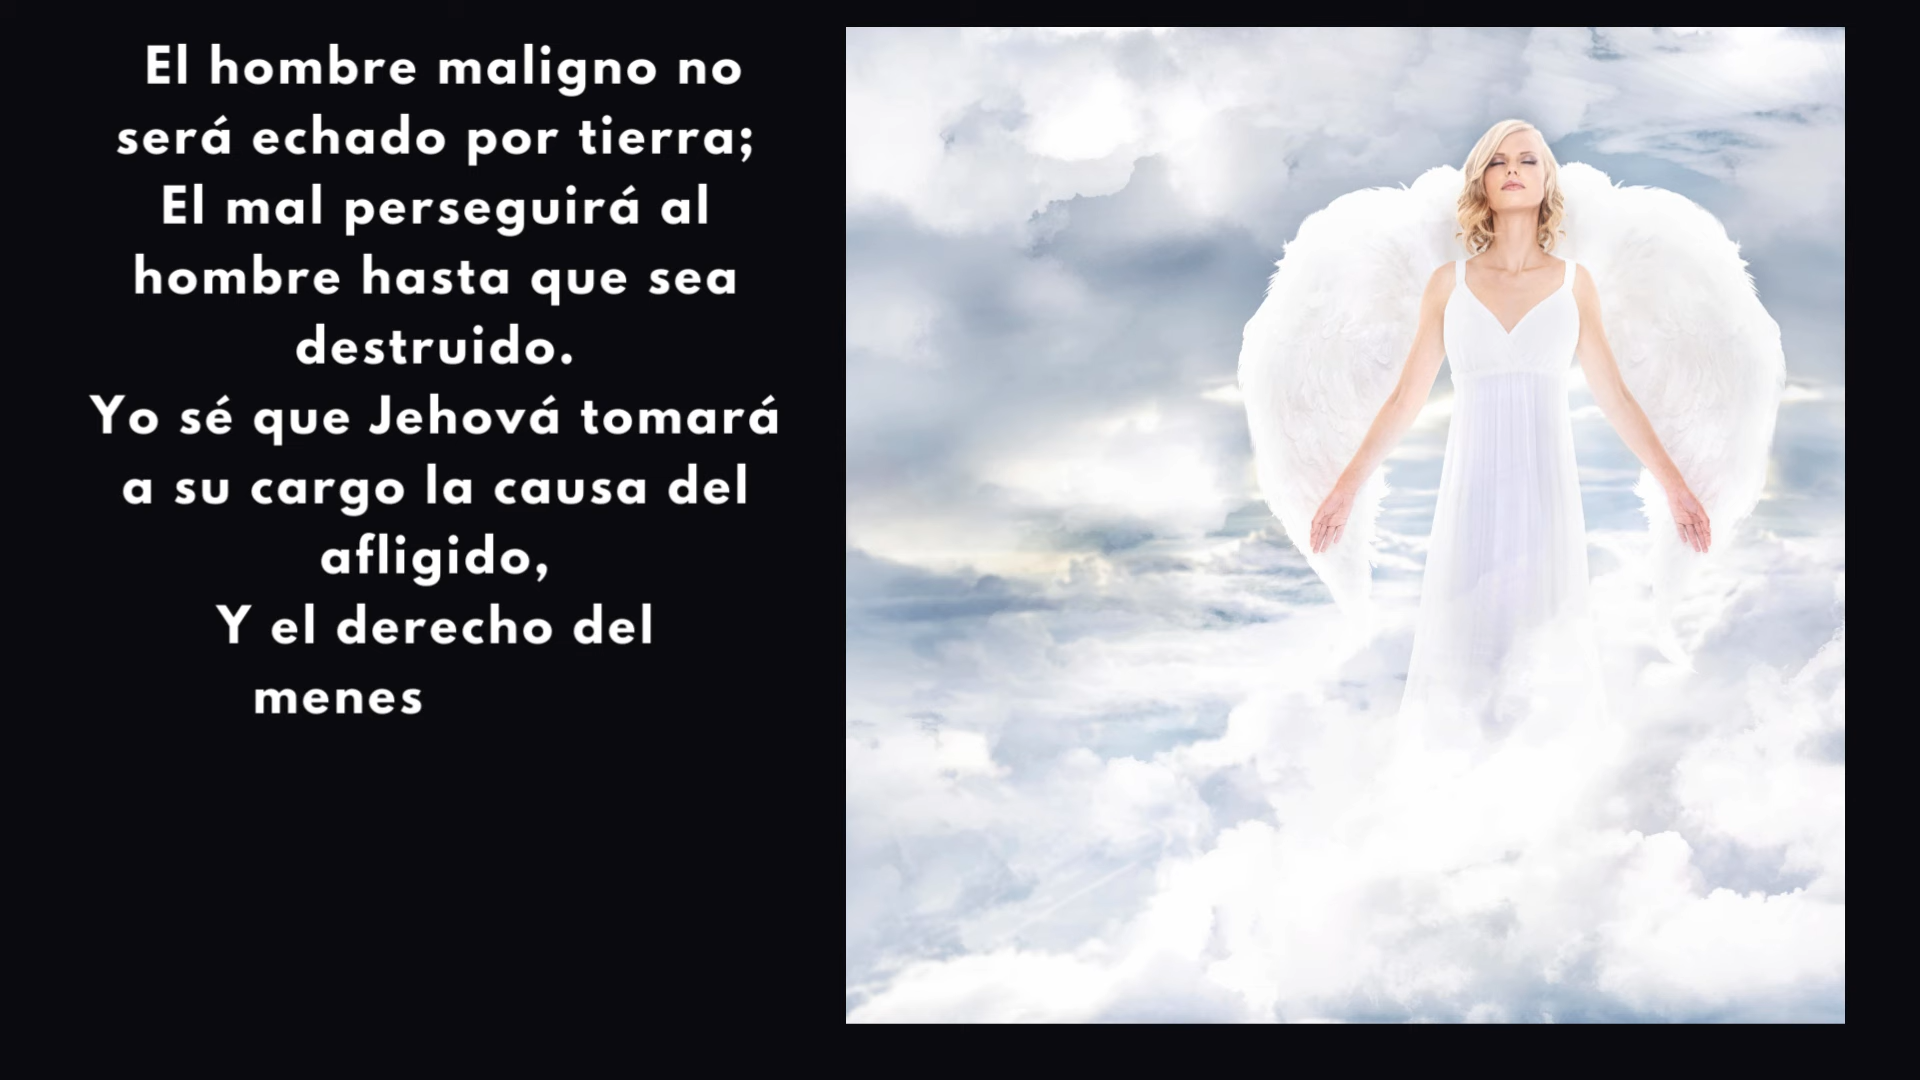 El hombre maligno no
será echado por tierra;
El mal perseguirá al
hombre hasta que sea
destruido.
Yo sé que Jehová tomará
a su cargo la causa del
afligido,
Y el derecho del
menes